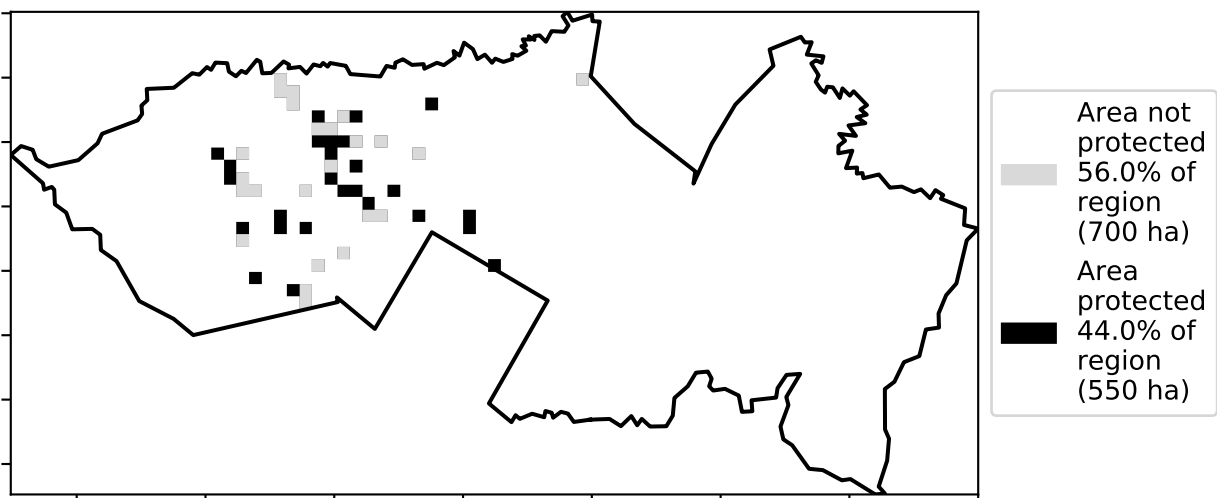 Area not
protected
56.0% of
region
(700 ha)
Area
protected
44.0% of
region
(550 ha)